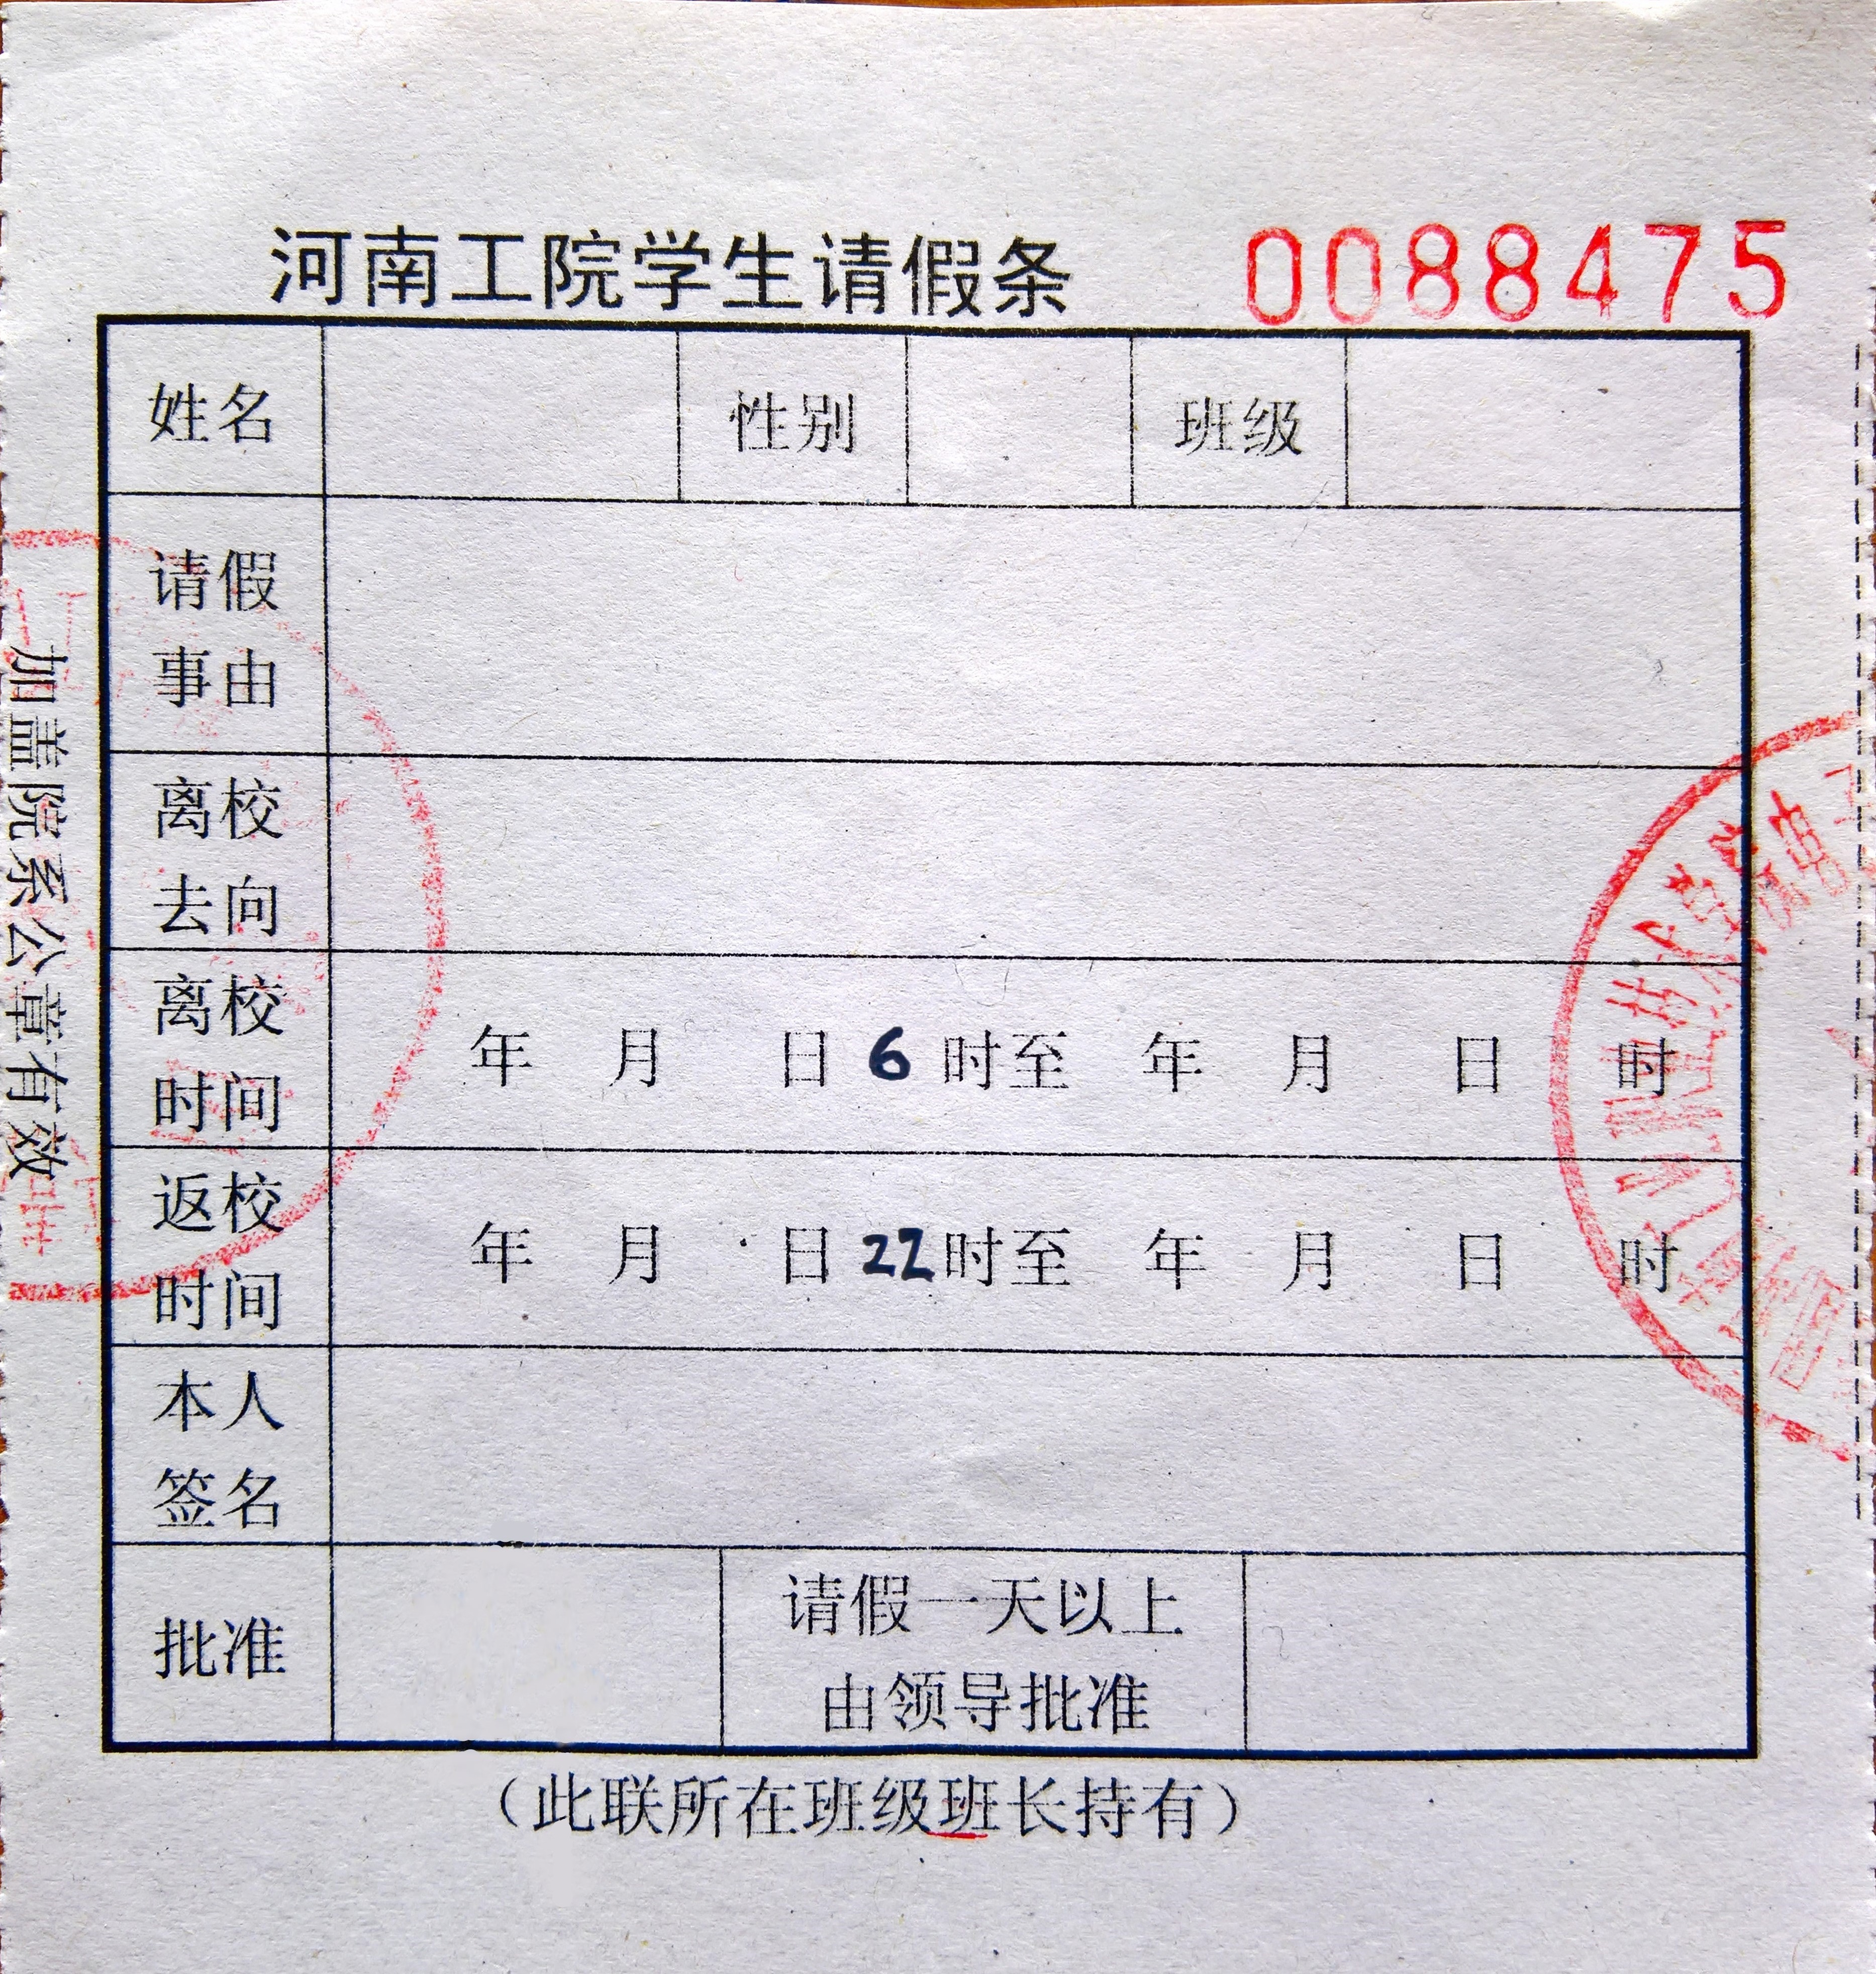 河南工院学生请假条 0088475
姓名 性别 班级
请假
事由
离校
去向
离校
时间
年 月 日 6 时至 年 月 日 时
返校
时间
年 月 日 22 时至 年 月 日 时
本人
签名
批准
请假一天以上
由领导批准
（此联所在班级班长持有）
加盖院系公章有效